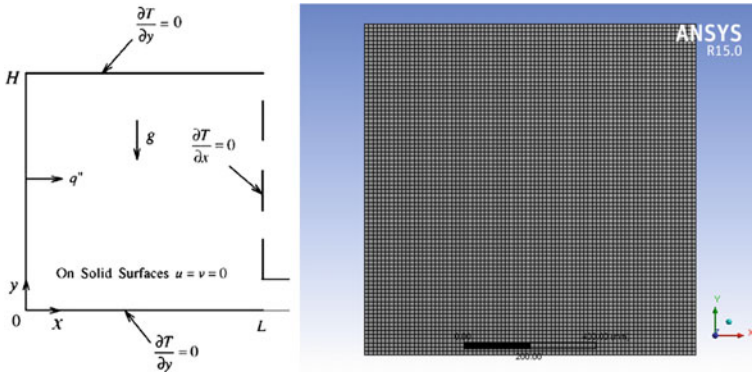 ∂T/∂y = 0
H
g
∂T/∂x = 0
q"
On Solid Surfaces u = v = 0
y
0
x
L
∂T/∂y = 0
ANSYS
R15.0
200.00
Y
X